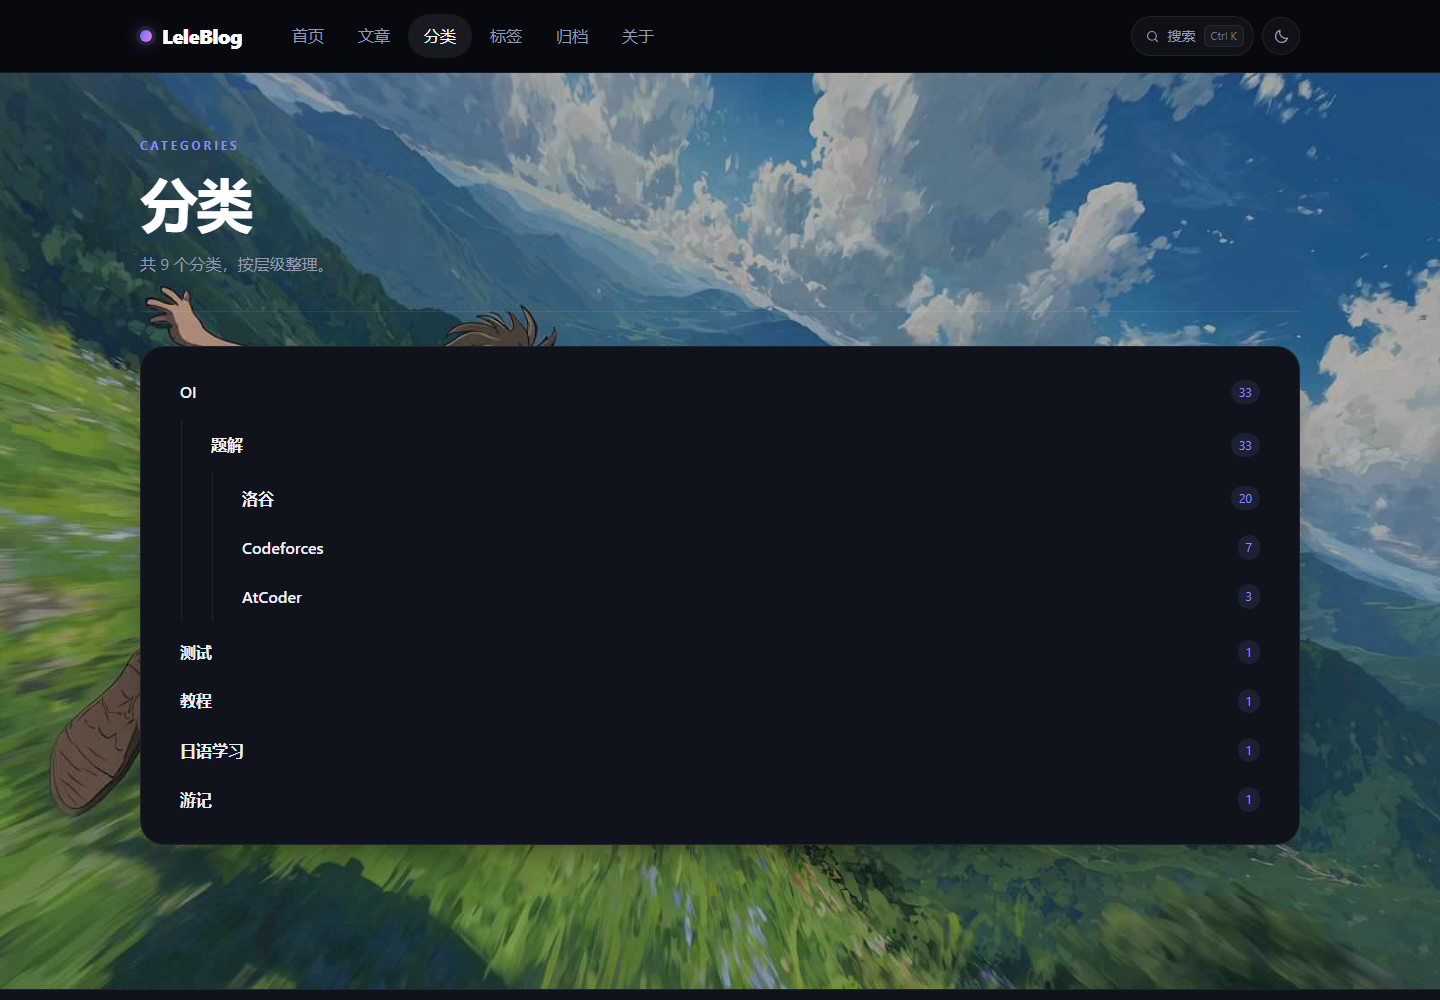 LeleBlog 首页 文章 分类 标签 归档 关于 搜索 Ctrl K
CATEGORIES
分类
共 9 个分类，按层级整理。
OI 33
题解 33
洛谷 20
Codeforces 7
AtCoder 3
测试 1
教程 1
日语学习 1
游记 1